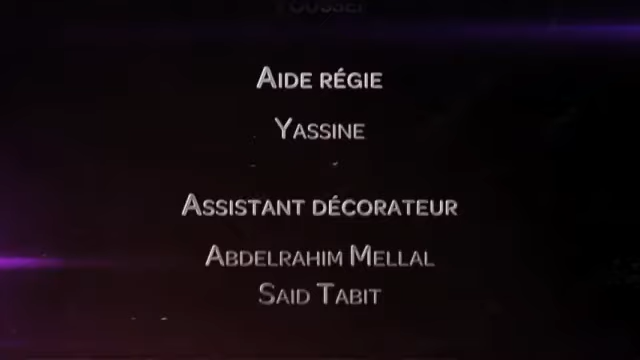 Aide régie
Yassine
Assistant décorateur
Abdelrahim Mellal
Said Tabit